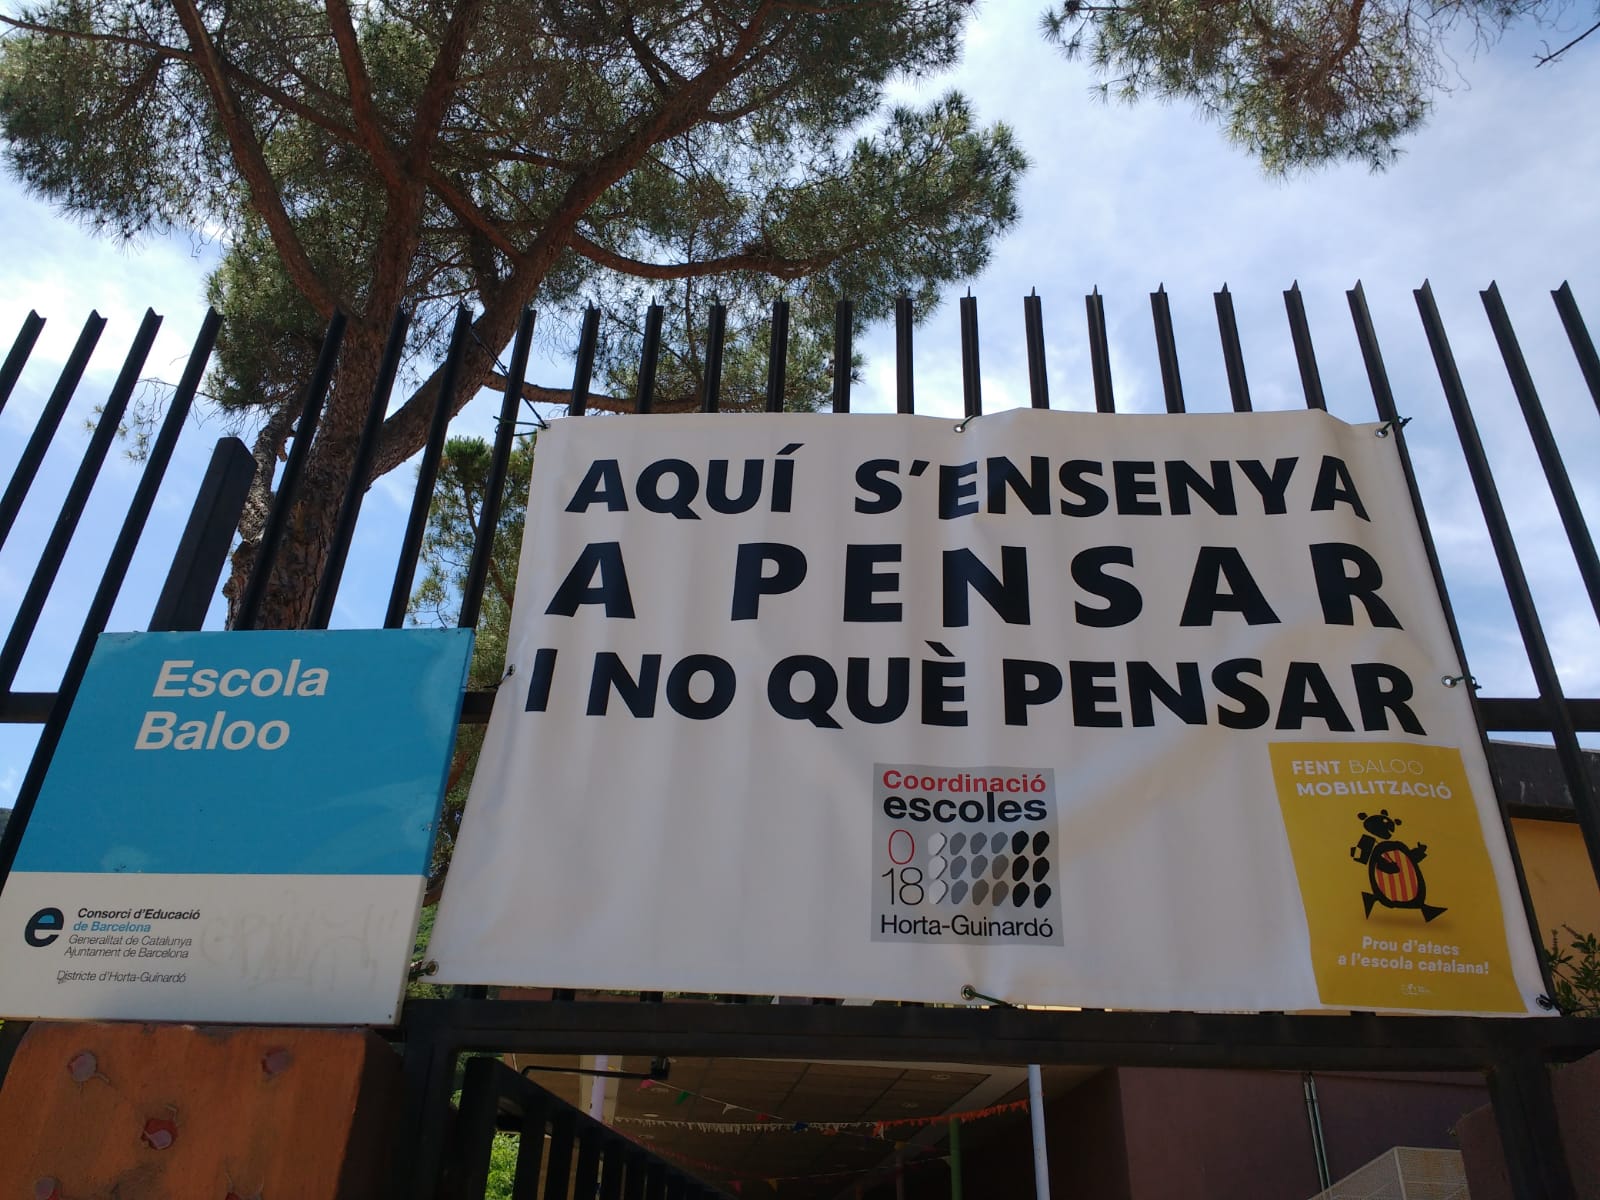 AQUÍ S'ENSENYA
A PENSAR
I NO QUÈ PENSAR
Escola
Baloo
Consorci d'Educació
de Barcelona
Generalitat de Catalunya
Ajuntament de Barcelona
Districte d'Horta-Guinardó
Coordinació
escoles
0
18
Horta-Guinardó
FENT BALOO
MOBILITZACIÓ
Prou d'atacs
a l'escola catalana!